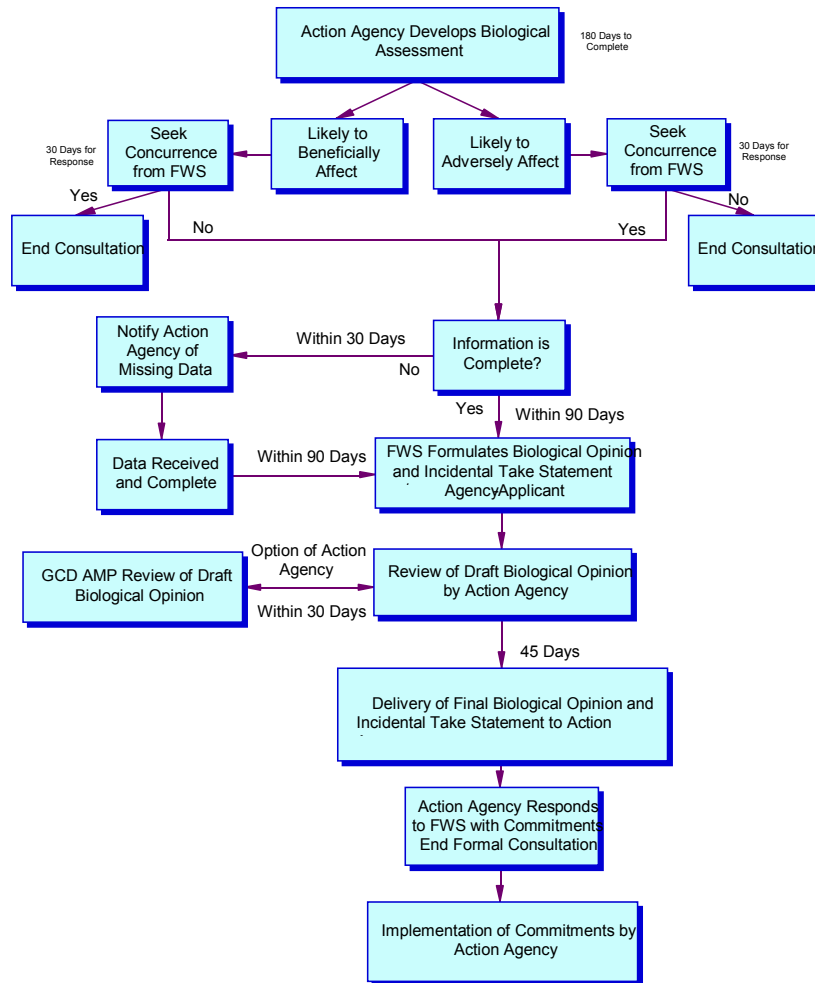 Action Agency Develops Biological
Assessment
180 Days to
Complete
30 Days for
Response
Seek
Concurrence
from FWS
Likely to
Beneficially
Affect
Likely to
Adversely Affect
Seek
Concurrence
from FWS
30 Days for
Response
Yes
No
End Consultation
No
Yes
End Consultation
Notify Action
Agency of
Missing Data
Within 30 Days
No
Information is
Complete?
Yes
Within 90 Days
Data Received
and Complete
Within 90 Days
FWS Formulates Biological Opinion
and Incidental Take Statement
Agency-Applicant
GCD AMP Review of Draft
Biological Opinion
Option of Action
Agency
Within 30 Days
Review of Draft Biological Opinion
by Action Agency
45 Days
Delivery of Final Biological Opinion and
Incidental Take Statement to Action
Action Agency Responds
to FWS with Commitments
End Formal Consultation
Implementation of Commitments by
Action Agency